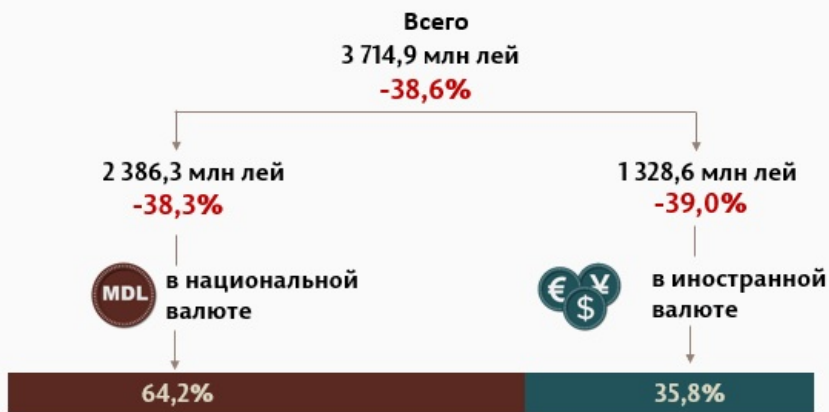 Всего
3 714,9 млн лей
-38,6%
2 386,3 млн лей
-38,3%
1 328,6 млн лей
-39,0%
MDL
в национальной
валюте
€ ¥
$
в иностранной
валюте
64,2%
35,8%